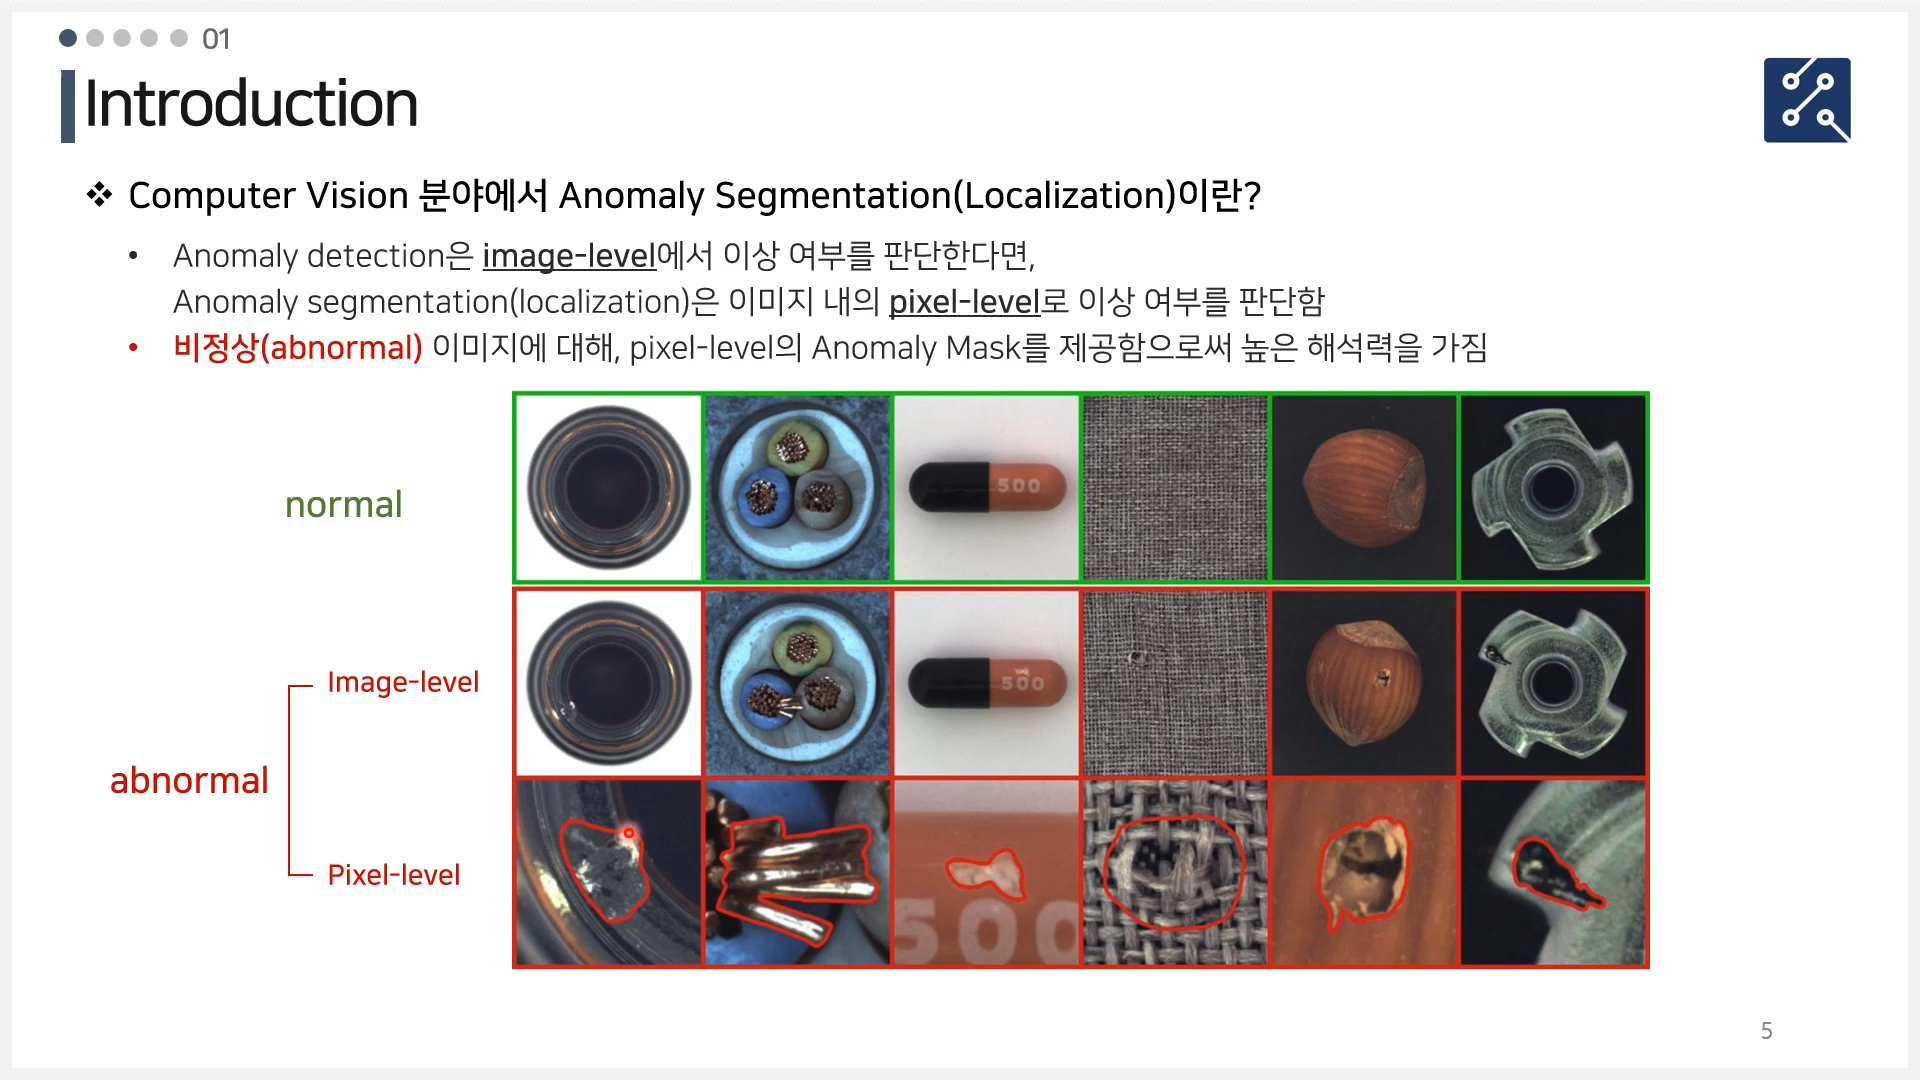 01
Introduction
❖ Computer Vision 분야에서 Anomaly Segmentation(Localization)이란?
• Anomaly detection은 image-level에서 이상 여부를 판단한다면,
Anomaly segmentation(localization)은 이미지 내의 pixel-level로 이상 여부를 판단함
• 비정상(abnormal) 이미지에 대해, pixel-level의 Anomaly Mask를 제공함으로써 높은 해석력을 가짐
normal
500
Image-level
500
abnormal
Pixel-level
500
5